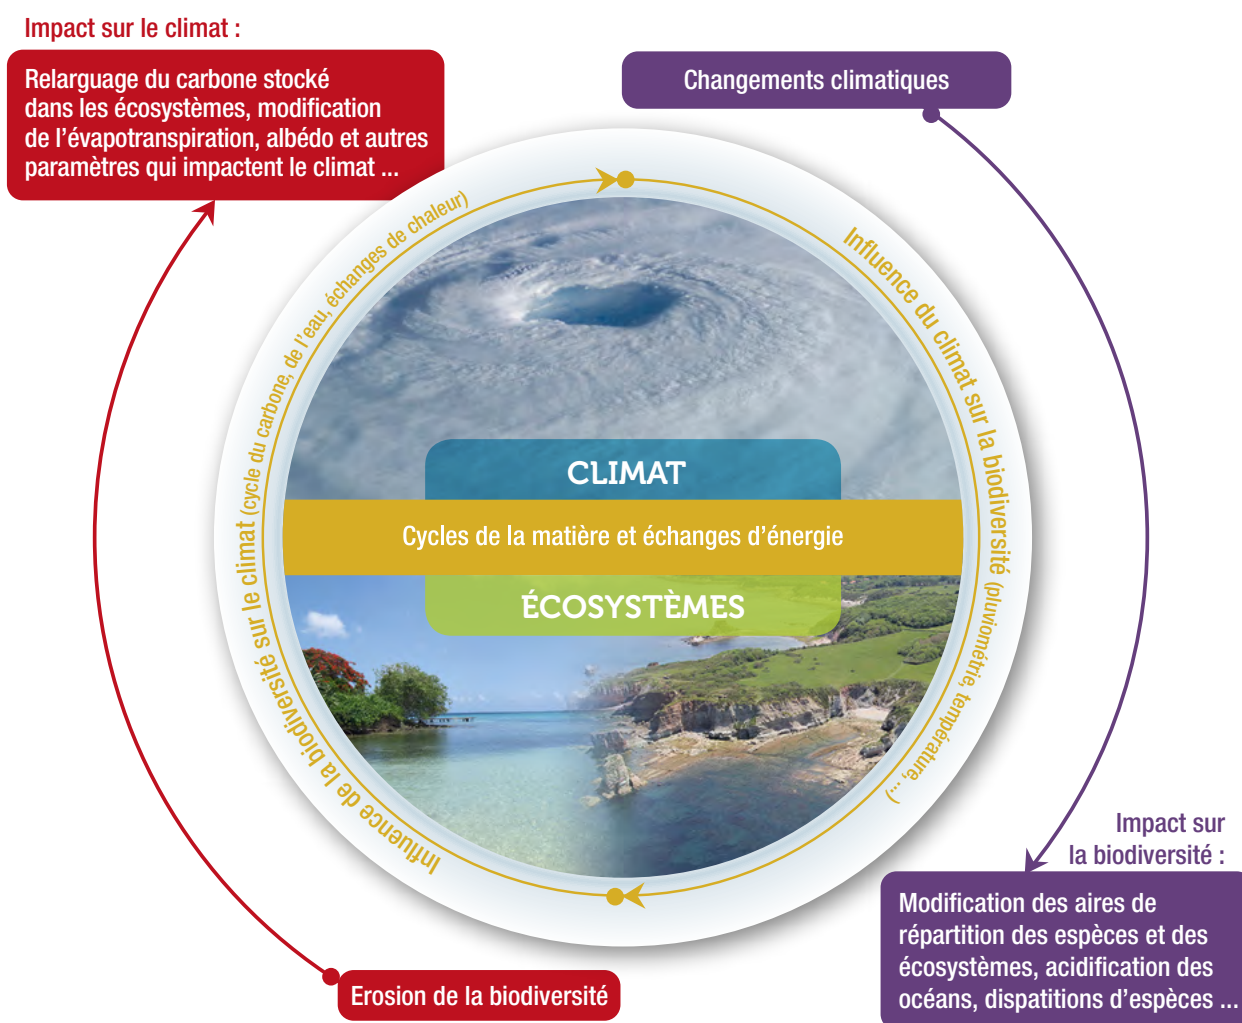 Impact sur le climat :
Relarguage du carbone stocké
dans les écosystèmes, modification
de l'évapotranspiration, albédo et autres
paramètres qui impactent le climat ...
Changements climatiques
Influence de la biodiversité sur le climat (cycle du carbone, de l'eau, échanges de chaleur)
Influence du climat sur la biodiversité (pluviométrie, température, ...)
CLIMAT
Cycles de la matière et échanges d'énergie
ÉCOSYSTÈMES
Impact sur
la biodiversité :
Modification des aires de
répartition des espèces et des
écosystèmes, acidification des
océans, dispatitions d'espèces ...
Erosion de la biodiversité